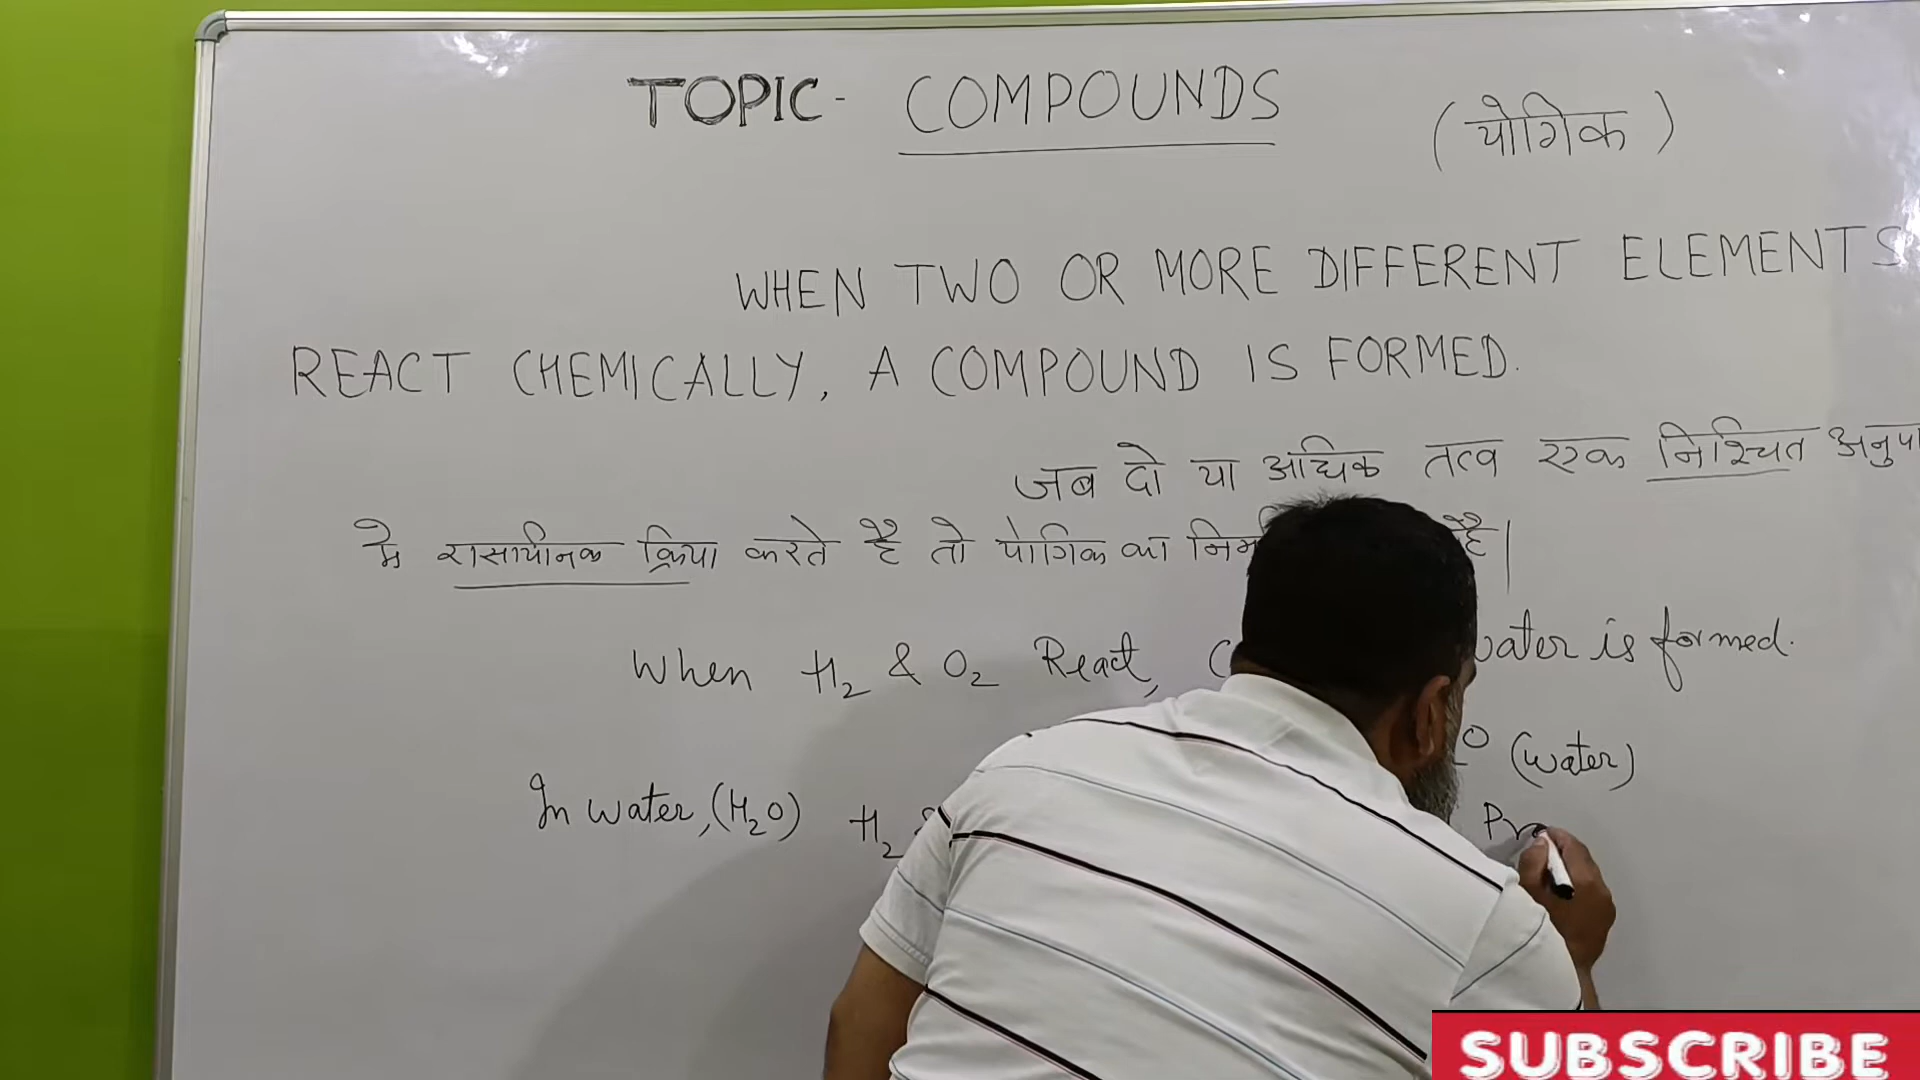 TOPIC- COMPOUNDS (योगिक)
WHEN TWO OR MORE DIFFERENT ELEMENTS
REACT CHEMICALLY, A COMPOUND IS FORMED.
जब दो या अधिक तत्व एक निश्चित
मे रासायनिक क्रिया करते है तो योगिक का है|
When H₂ & O₂ React, water is formed.
O (water)
In water, (H₂O) H₂
SUBSCRIBE